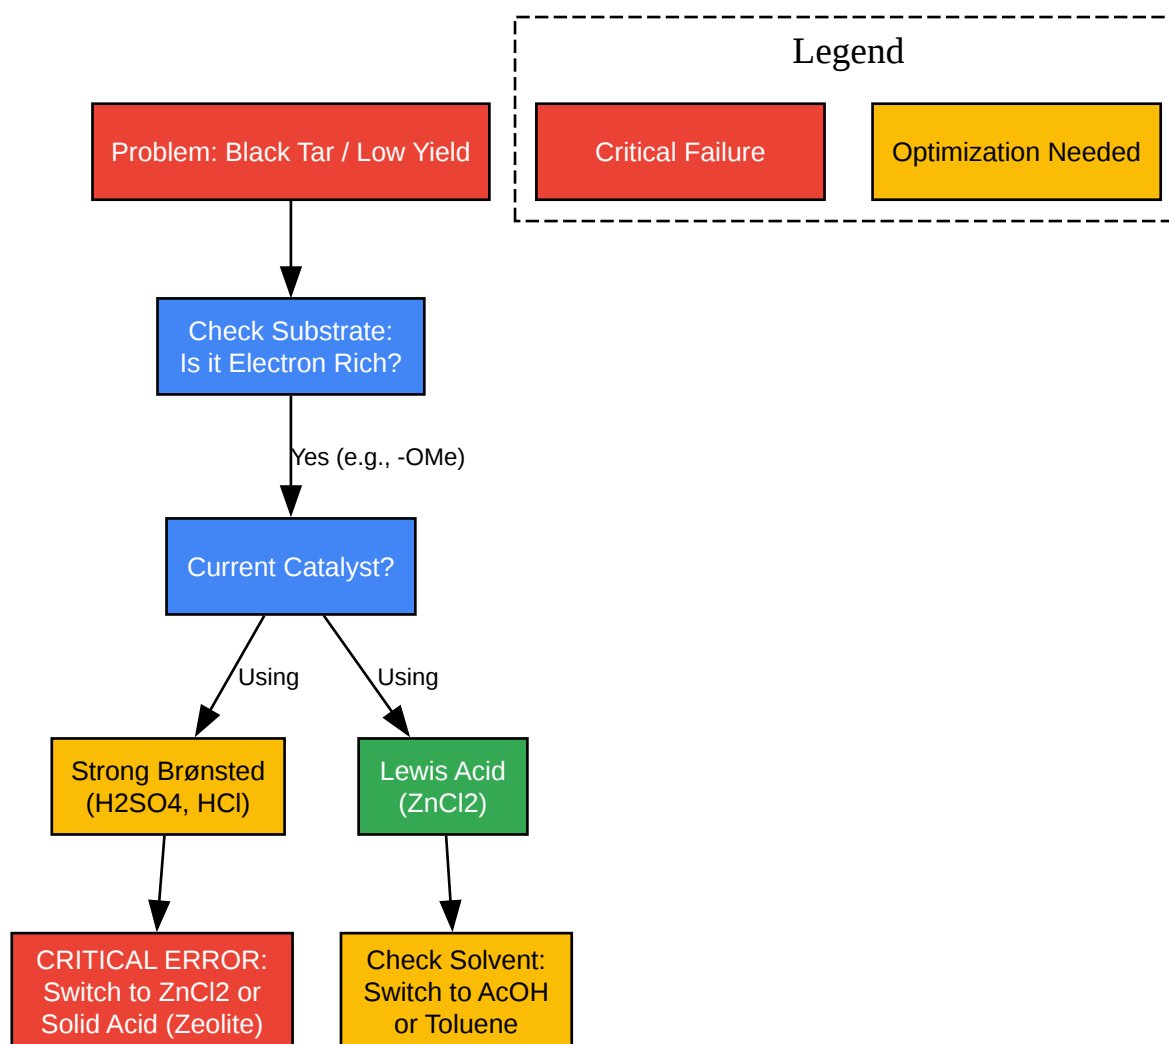 Legend
Problem: Black Tar / Low Yield
Critical Failure
Optimization Needed
Check Substrate:
Is it Electron Rich?
Yes (e.g., -OMe)
Current Catalyst?
Using
Using
Strong Brønsted
(H2SO4, HCl)
Lewis Acid
(ZnCl2)
CRITICAL ERROR:
Switch to ZnCl2 or
Solid Acid (Zeolite)
Check Solvent:
Switch to AcOH
or Toluene